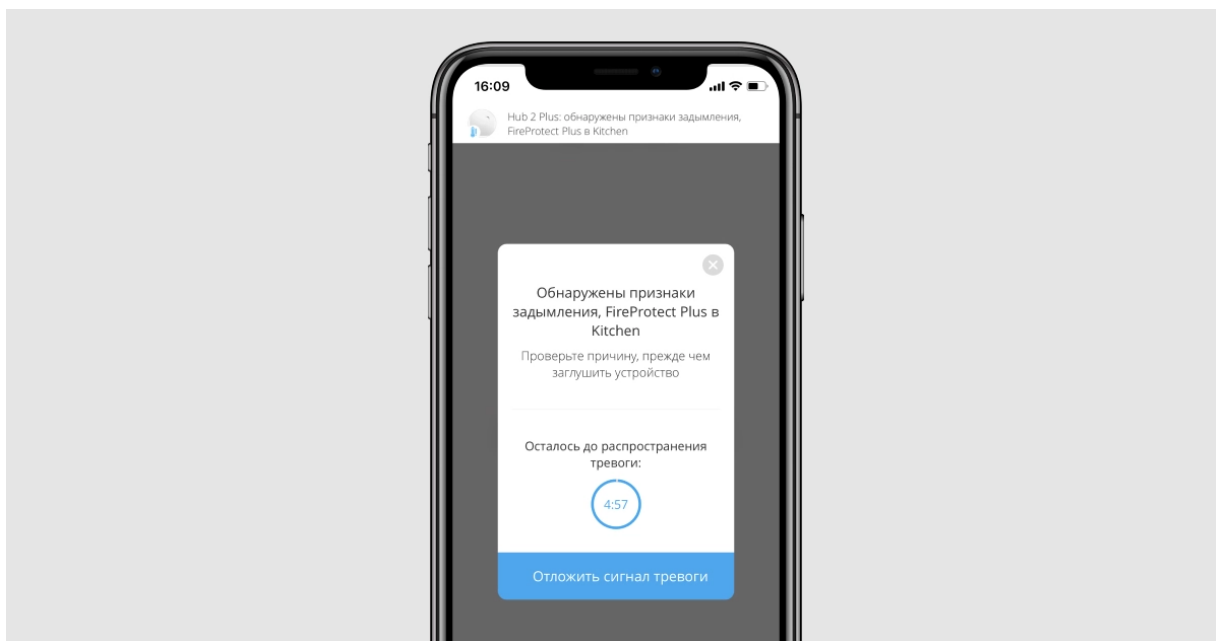 16:09
Hub 2 Plus: обнаружены признаки задымления,
FireProtect Plus в Kitchen
Обнаружены признаки
задымления, FireProtect Plus в
Kitchen
Проверьте причину, прежде чем
заглушить устройство
Осталось до распространения
тревоги:
4:57
Отложить сигнал тревоги